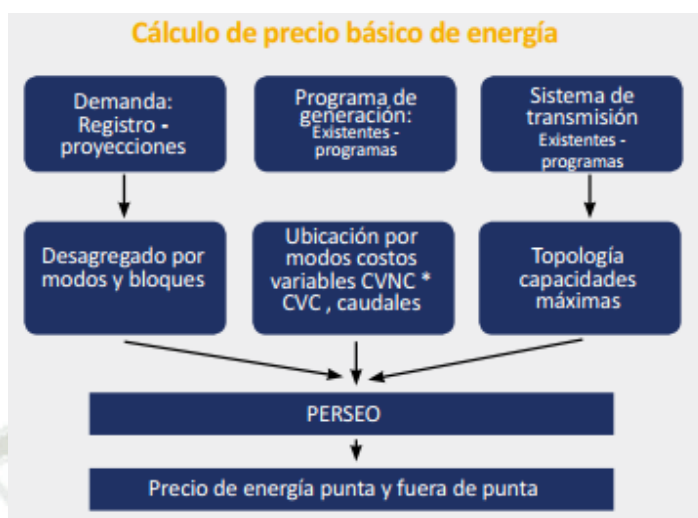 Cálculo de precio básico de energía
Demanda:
Registro -
proyecciones
Programa de
generación:
Existentes -
programas
Sistema de
transmisión
Existentes -
programas
Desagregado por
modos y bloques
Ubicación por
modos costos
variables CVNC *
CVC , caudales
Topología
capacidades
máximas
PERSEO
Precio de energía punta y fuera de punta